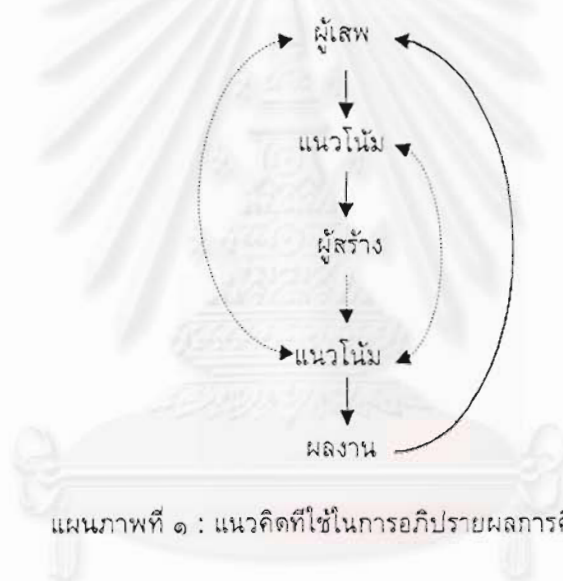 ผู้เสพ
แนวโน้ม
ผู้สร้าง
แนวโน้ม
ผลงาน
แผนภาพที่ ๑ : แนวคิดที่ใช้ในการอภิปรายผลการ